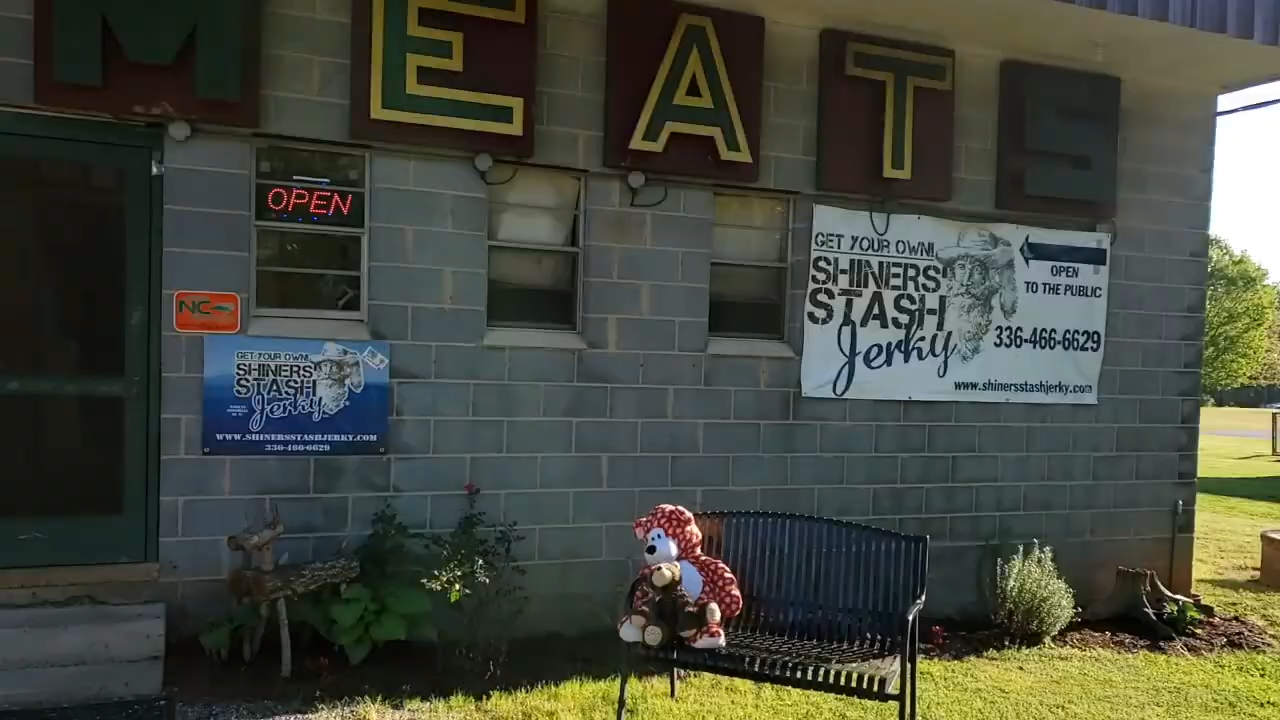 MEATS
OPEN
NC
GET YOUR OWN!
SHINERS
STASH
Jerky
WWW.SHINERSSTASHJERKY.COM
336-466-6629
GET YOUR OWN!
SHINERS
STASH
Jerky
OPEN
TO THE PUBLIC
336-466-6629
www.shinersstashjerky.com